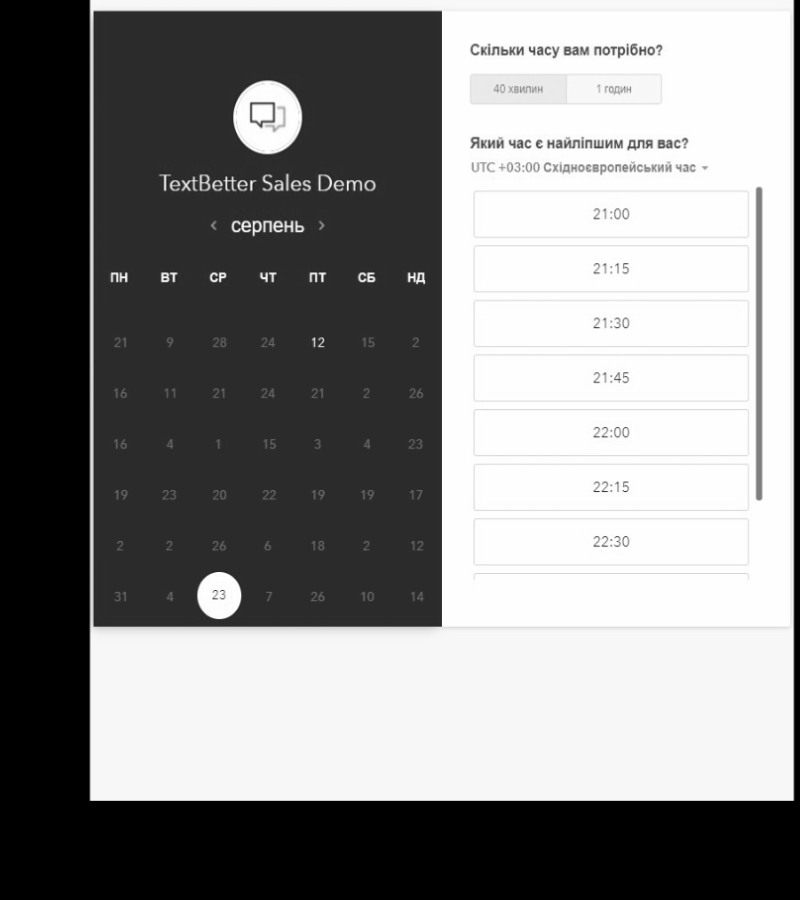 TextBetter Sales Demo
серпень
ПН ВТ СР ЧТ ПТ СБ НД
21 9 28 24 12 15 2
16 11 21 24 21 2 26
16 4 1 15 3 4 23
19 23 20 22 19 19 17
2 2 26 6 18 2 12
31 4 23 7 26 10 14
Скільки часу вам потрібно?
40 хвилин 1 годин
Який час є найліпшим для вас?
UTC +03:00 Східноєвропейський час
21:00
21:15
21:30
21:45
22:00
22:15
22:30